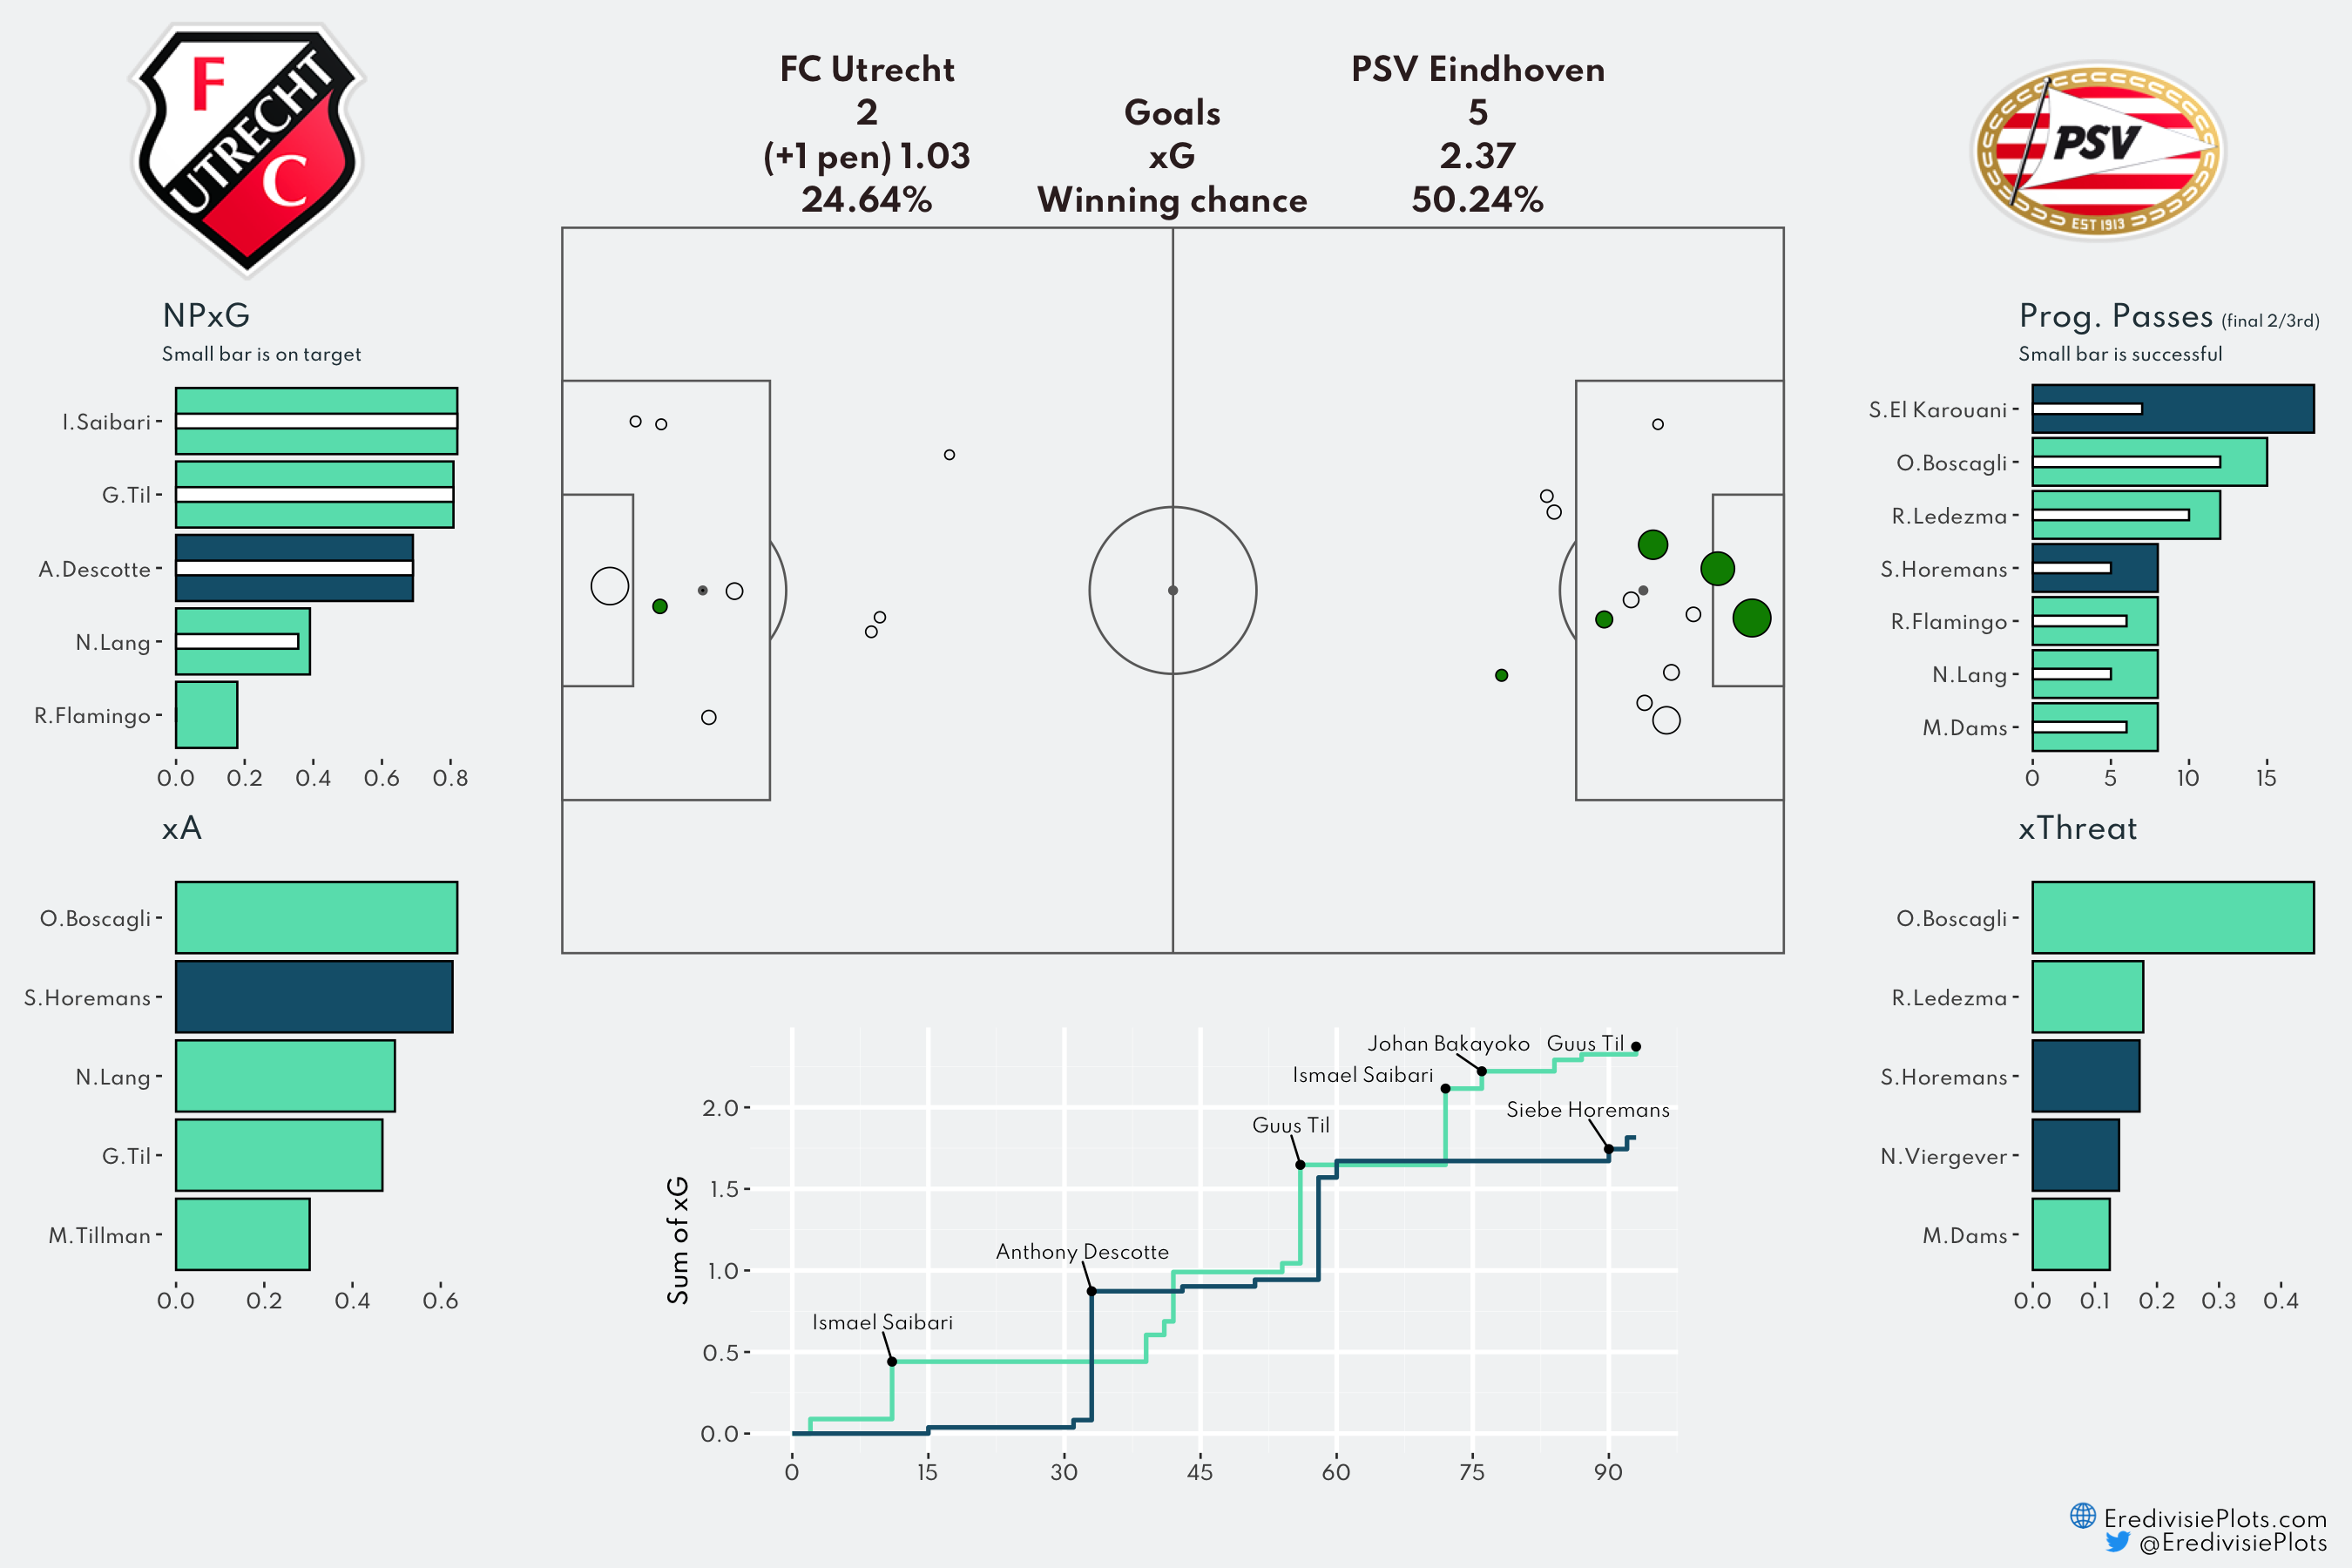 F
UTRECHT
C
FC Utrecht
PSV Eindhoven
2
Goals
5
(+1 pen) 1.03
xG
2.37
24.64%
Winning chance
50.24%
PSV
EST 1913
NPxG
Small bar is on target
I.Saibari
G.Til
A.Descotte
N.Lang
R.Flamingo
0.0 0.2 0.4 0.6 0.8
xA
O.Boscagli
S.Horemans
N.Lang
G.Til
M.Tillman
0.0 0.2 0.4 0.6
Sum of xG
2.0
1.5
1.0
0.5
0.0
Ismael Saibari
Anthony Descotte
Guus Til
Ismael Saibari
Johan Bakayoko
Guus Til
Siebe Horemans
0 15 30 45 60 75 90
Prog. Passes (final 2/3rd)
Small bar is successful
S.El Karouani
O.Boscagli
R.Ledezma
S.Horemans
R.Flamingo
N.Lang
M.Dams
0 5 10 15
xThreat
O.Boscagli
R.Ledezma
S.Horemans
N.Viergever
M.Dams
0.0 0.1 0.2 0.3 0.4
EredivisiePlots.com
@EredivisiePlots